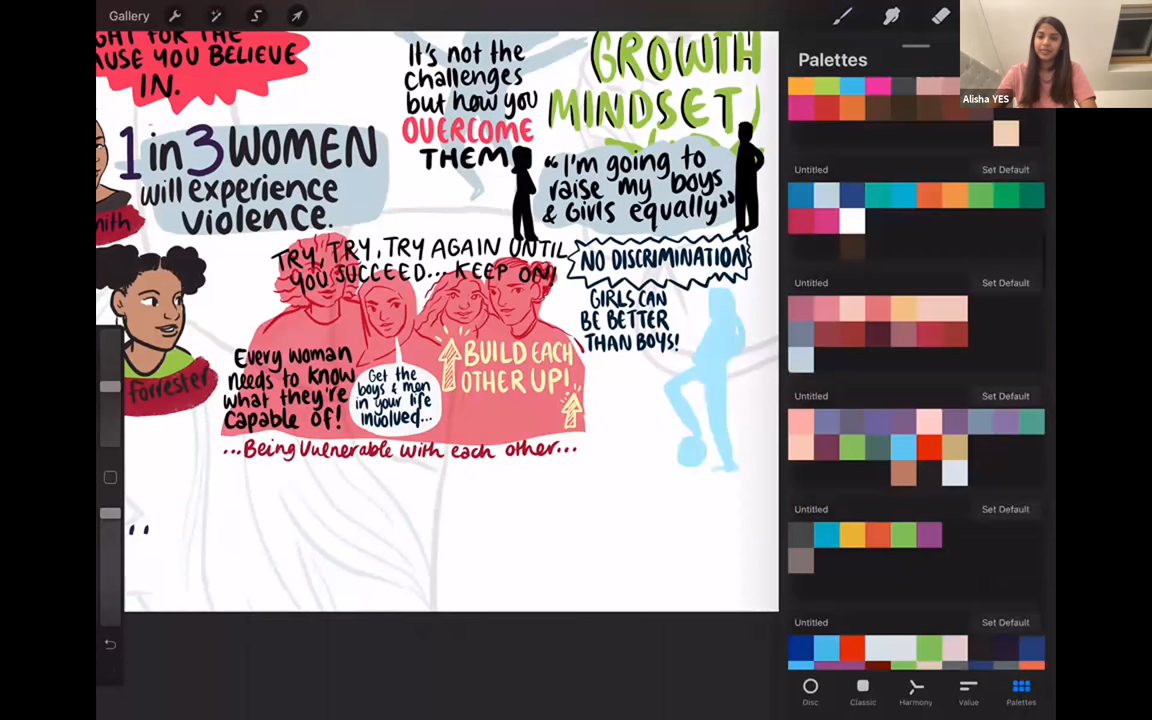 Gallery
Palettes
Alisha YES
FOR THE
YOU BELIEVE
IN.
It's not the
challenges
but how you
OVERCOME
THEM
GROWTH
MINDSET
1 in 3 WOMEN
will experience
violence.
"I'm going to
raise my boys
& Girls equally"
TRY, TRY, TRY AGAIN UNTIL
YOU SUCCEED... KEEP ON!
NO DISCRIMINATION
GIRLS CAN
BE BETTER
THAN BOYS!
Forrester
Every woman
needs to know
what they're
capable of!
Get the
boys & men
in your life
involved...
BUILD EACH
OTHER UP!
...Being Vulnerable with each other...
Untitled
Set Default
Untitled
Set Default
Untitled
Set Default
Untitled
Set Default
Untitled
Set Default
Disc
Classic
Harmony
Value
Palettes